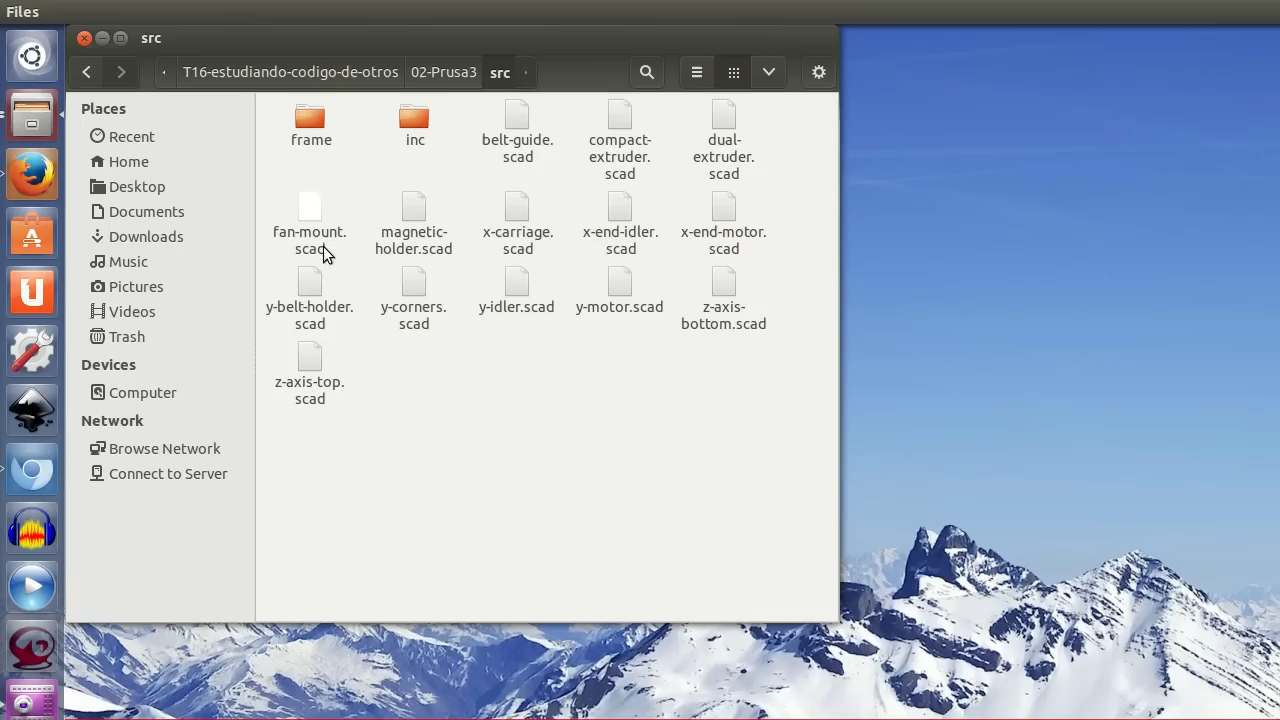 Files
src
T16-estudiando-codigo-de-otros
02-Prusa3
src
Places
Recent
Home
Desktop
Documents
Downloads
Music
Pictures
Videos
Trash
Devices
Computer
Network
Browse Network
Connect to Server
frame
inc
belt-guide.
scad
compact-
extruder.
scad
dual-
extruder.
scad
fan-mount.
scad
magnetic-
holder.scad
x-carriage.
scad
x-end-idler.
scad
x-end-motor.
scad
y-belt-holder.
scad
y-corners.
scad
y-idler.scad
y-motor.scad
z-axis-
bottom.scad
z-axis-top.
scad